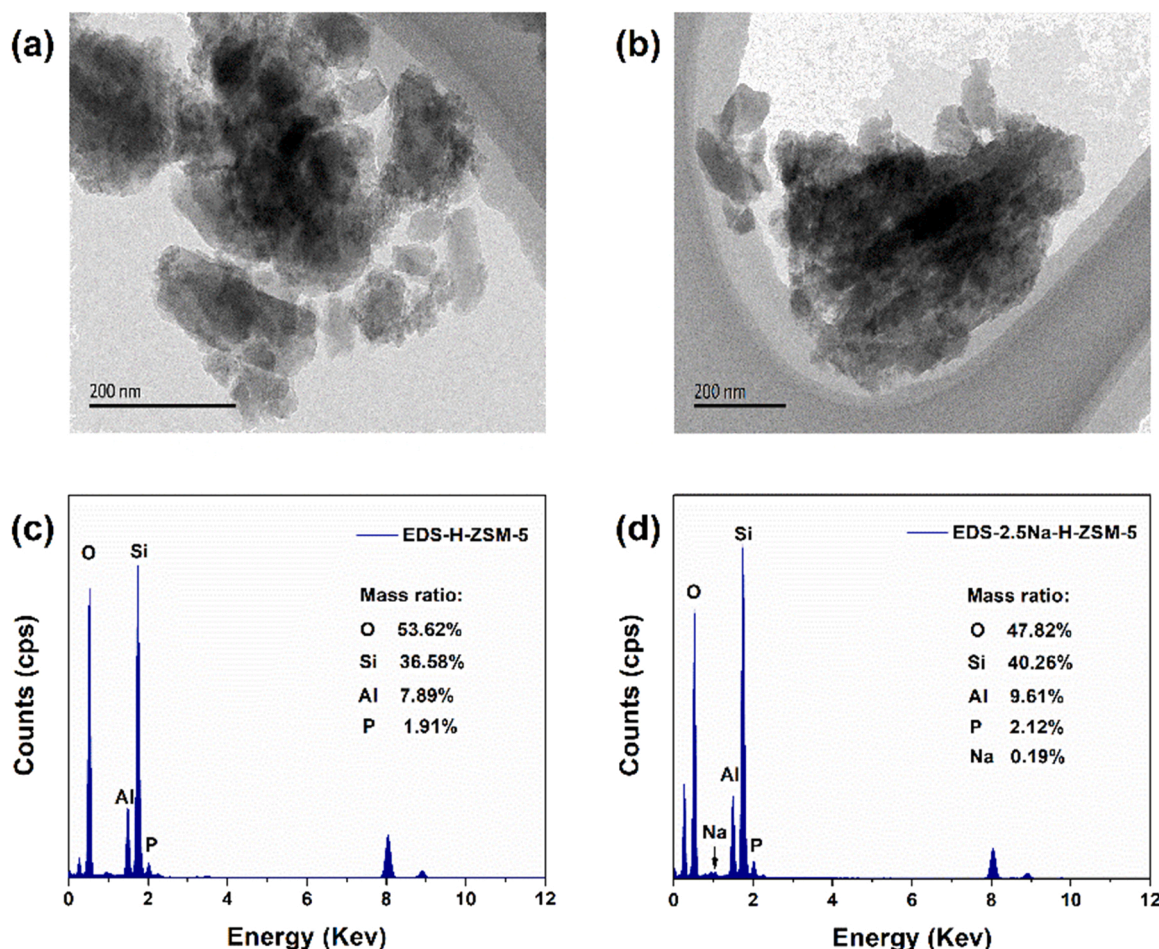 (a)
200 nm
(b)
200 nm
(c)
EDS-H-ZSM-5
O
Si
Mass ratio:
O 53.62%
Si 36.58%
Al 7.89%
P 1.91%
Al
P
Counts (cps)
0 2 4 6 8 10 12
Energy (Kev)
(d)
EDS-2.5Na-H-ZSM-5
Si
O
Mass ratio:
O 47.82%
Si 40.26%
Al 9.61%
P 2.12%
Na 0.19%
Al
Na
P
Counts (cps)
0 2 4 6 8 10 12
Energy (Kev)